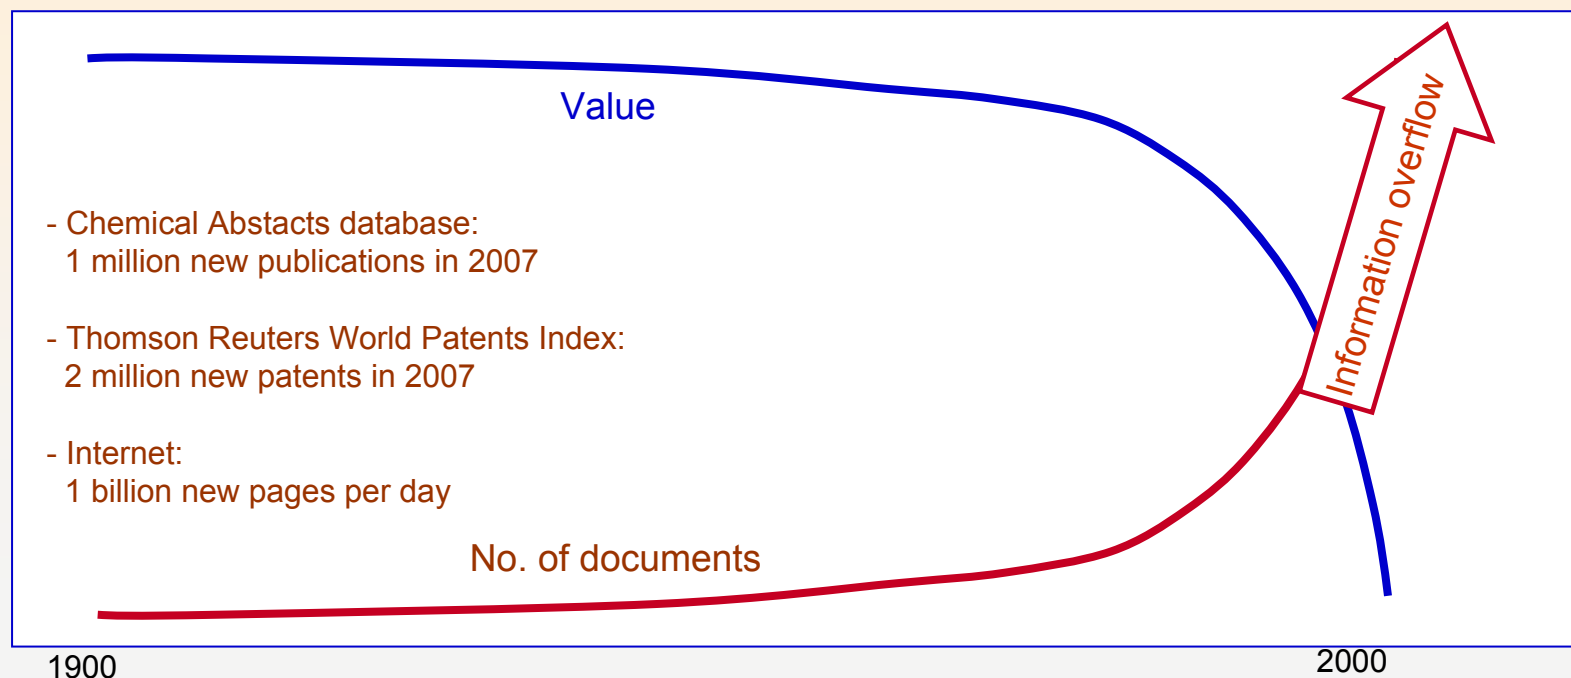 Value
Information overflow
- Chemical Abstacts database:
1 million new publications in 2007
- Thomson Reuters World Patents Index:
2 million new patents in 2007
- Internet:
1 billion new pages per day
No. of documents
1900
2000